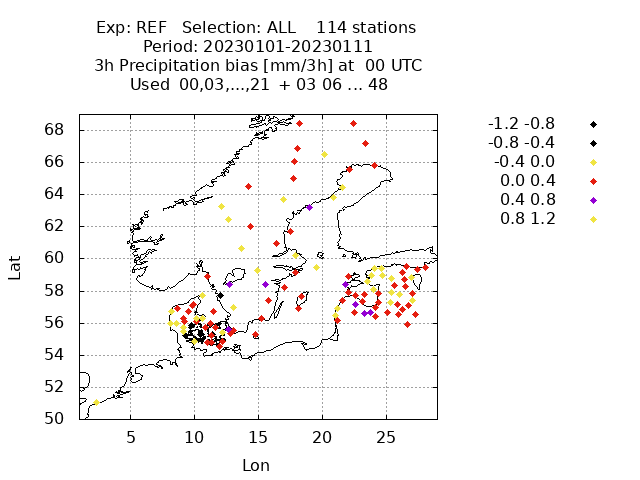 Exp: REF   Selection: ALL    114 stations
Period: 20230101-20230111
3h Precipitation bias [mm/3h] at  00 UTC
Used  00,03,...,21  + 03 06 ... 48
-1.2 -0.8
-0.8 -0.4
-0.4 0.0
0.0 0.4
0.4 0.8
0.8 1.2
68
66
64
62
60
58
56
54
52
50
Lat
5 10 15 20 25
Lon